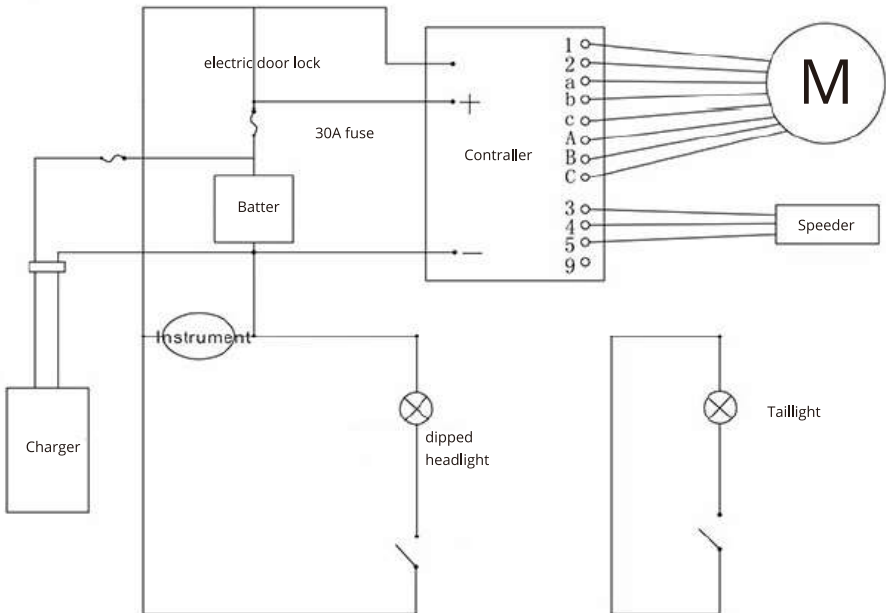 electric door lock
30A fuse
+
Contraller
−
1
2
a
b
c
A
B
C
3
4
5
9
M
Speeder
Batter
Instrument
Charger
dipped
headlight
Taillight